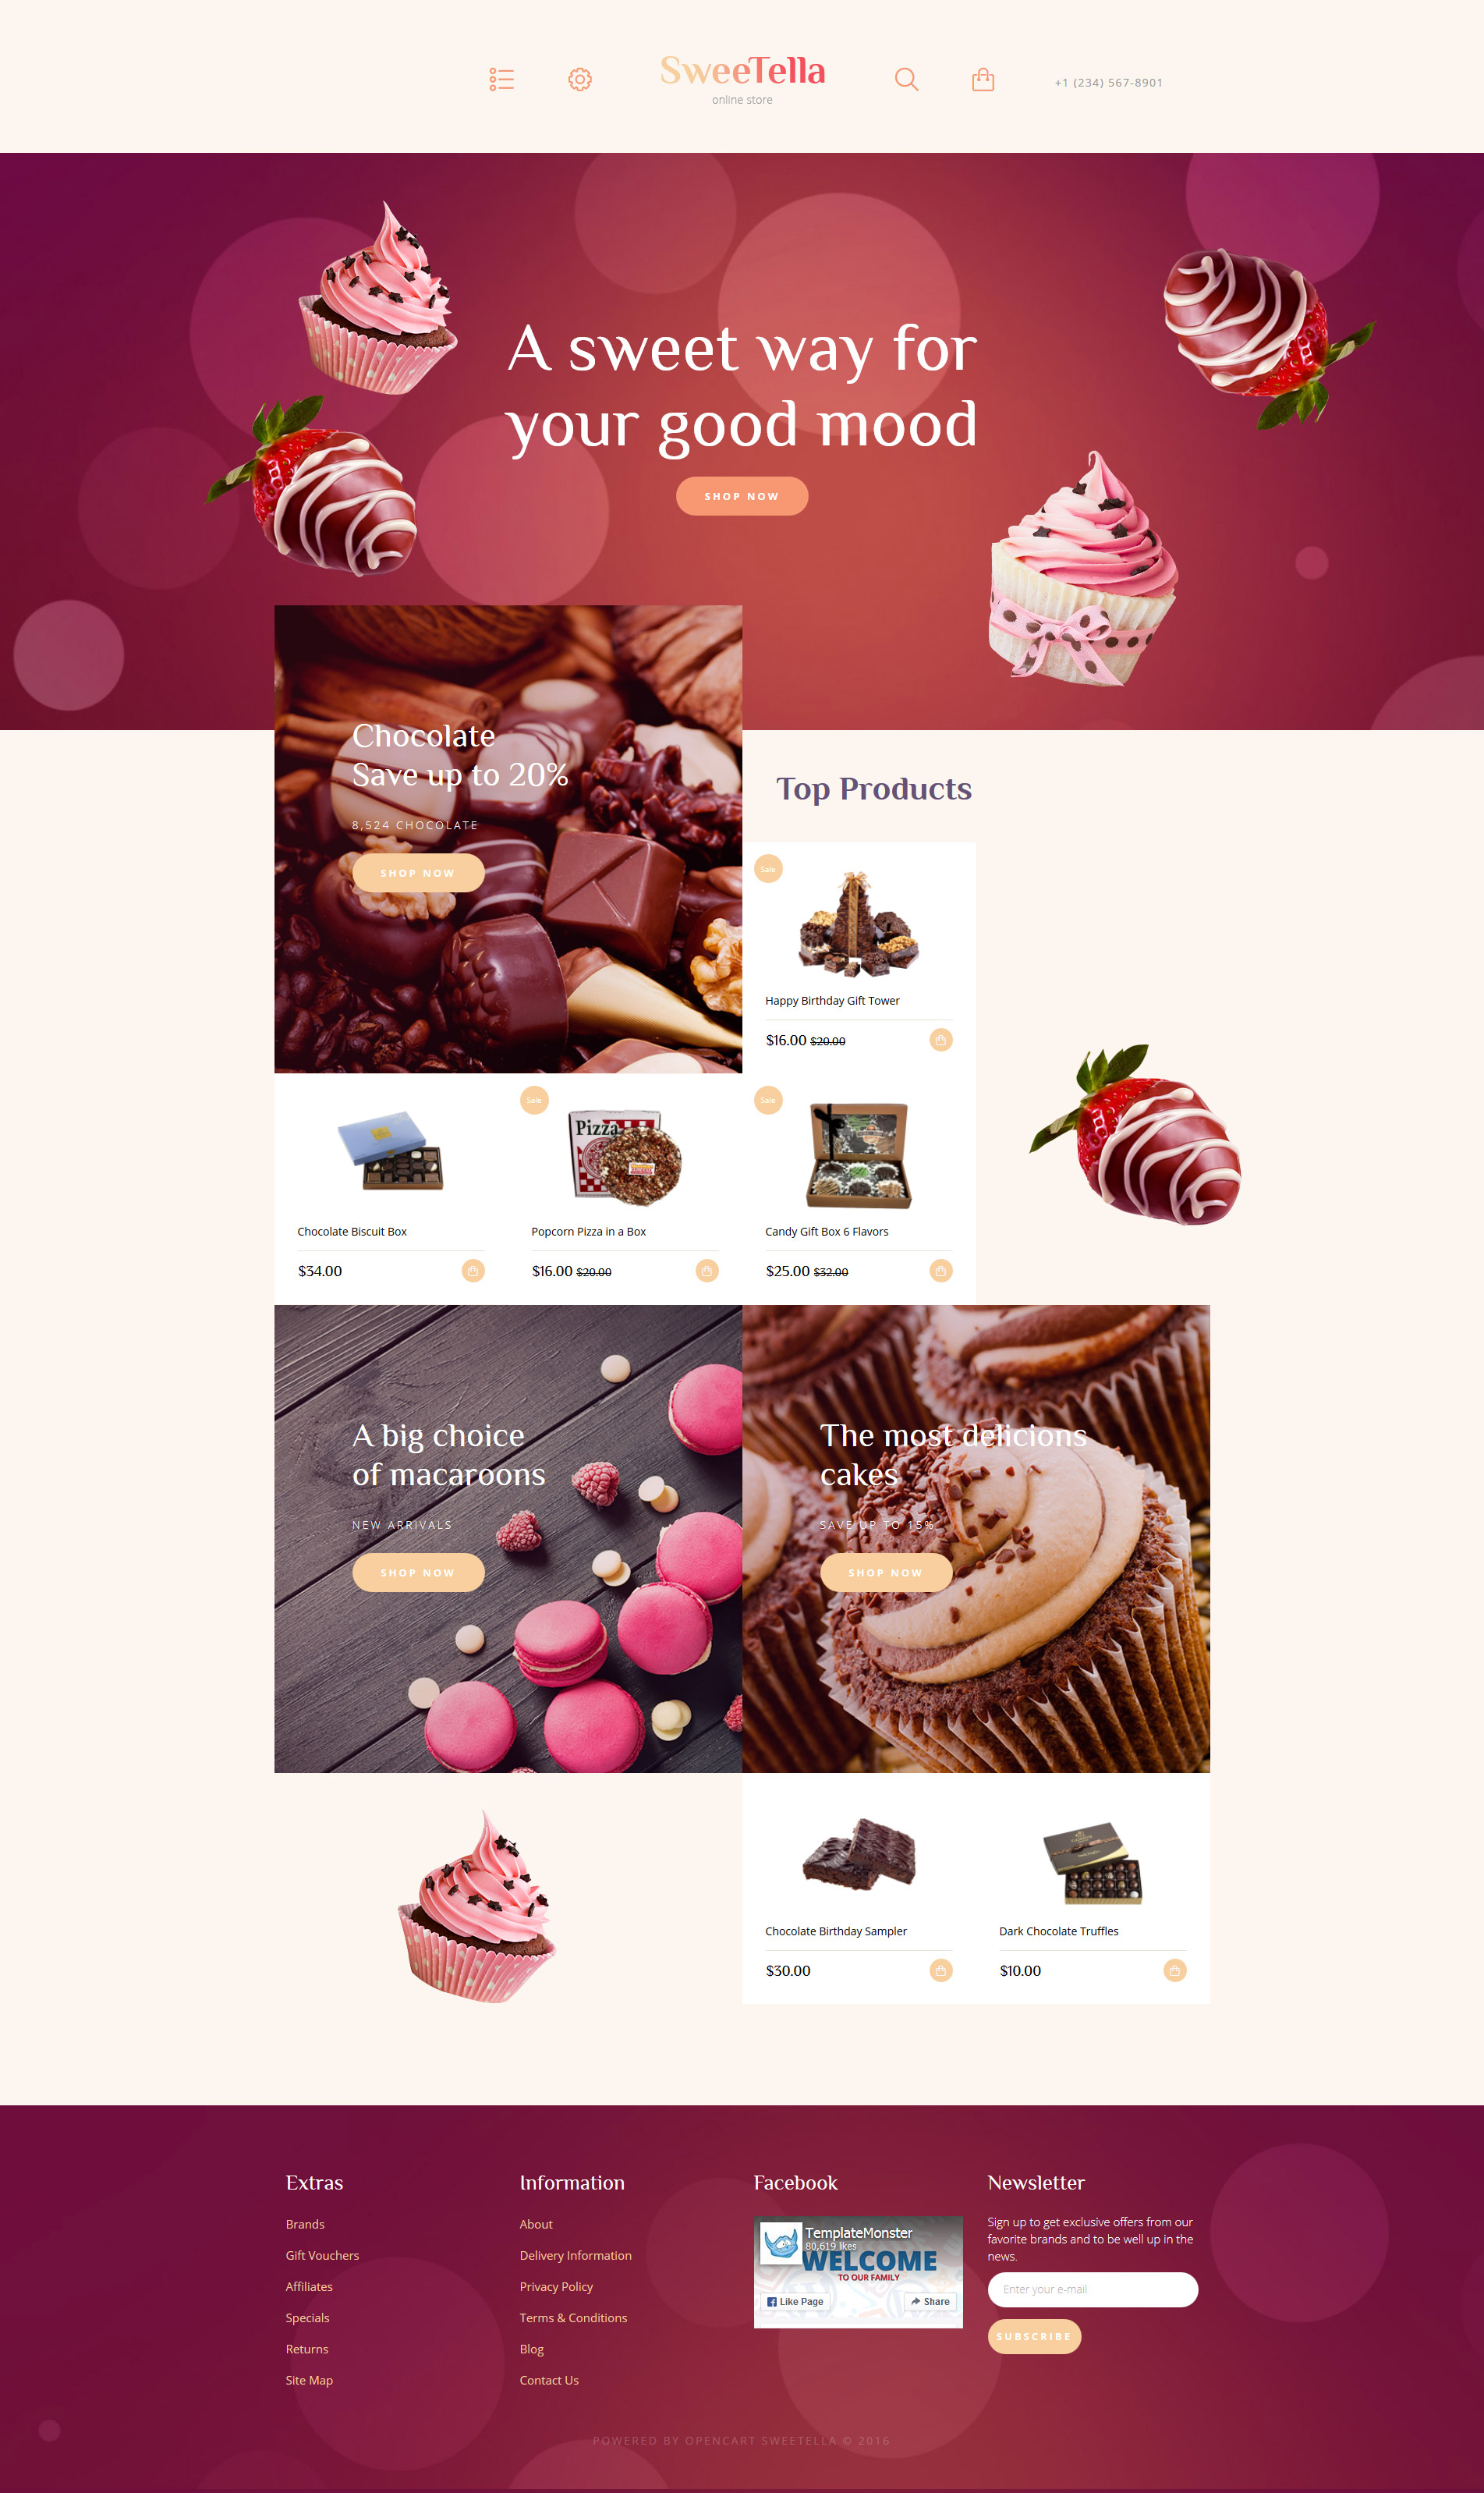 SweeTella
online store
+1 (234) 567-8901
A sweet way for
your good mood
SHOP NOW
Chocolate
Save up to 20%
8,524 CHOCOLATE
SHOP NOW
Top Products
Sale
Happy Birthday Gift Tower
$16.00 $20.00
Chocolate Biscuit Box
$34.00
Sale
Pizza
Popcorn Pizza in a Box
$16.00 $20.00
Sale
Candy Gift Box 6 Flavors
$25.00 $32.00
A big choice
of macaroons
NEW ARRIVALS
SHOP NOW
The most delicions
cakes
SAVE UP TO 15%
SHOP NOW
Chocolate Birthday Sampler
$30.00
Dark Chocolate Truffles
$10.00
Extras
Brands
Gift Vouchers
Affiliates
Specials
Returns
Site Map
Information
About
Delivery Information
Privacy Policy
Terms & Conditions
Blog
Contact Us
Facebook
TemplateMonster
80,619 likes
WELCOME
TO OUR FAMILY
Like Page
Share
Newsletter
Sign up to get exclusive offers from our
favorite brands and to be well up in the
news.
Enter your e-mail
SUBSCRIBE
POWERED BY OPENCART SWEETELLA © 2016